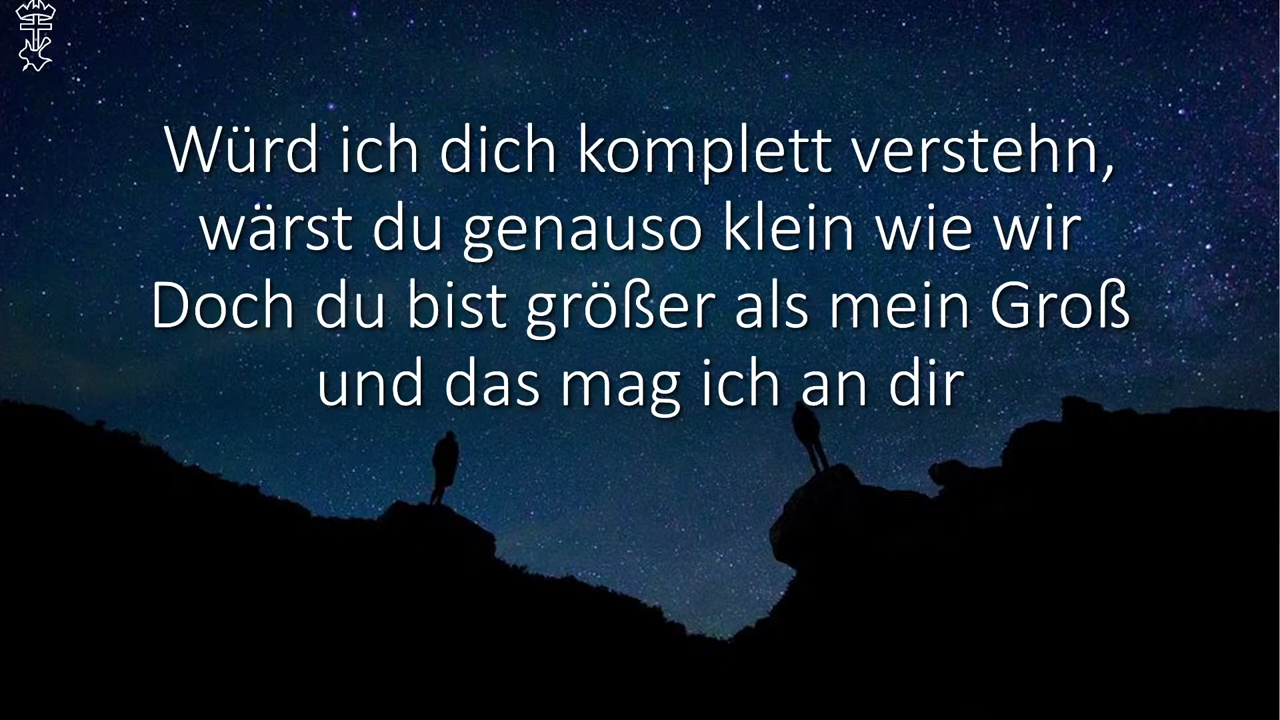 Würd ich dich komplett verstehn,
wärst du genauso klein wie wir
Doch du bist größer als mein Groß
und das mag ich an dir